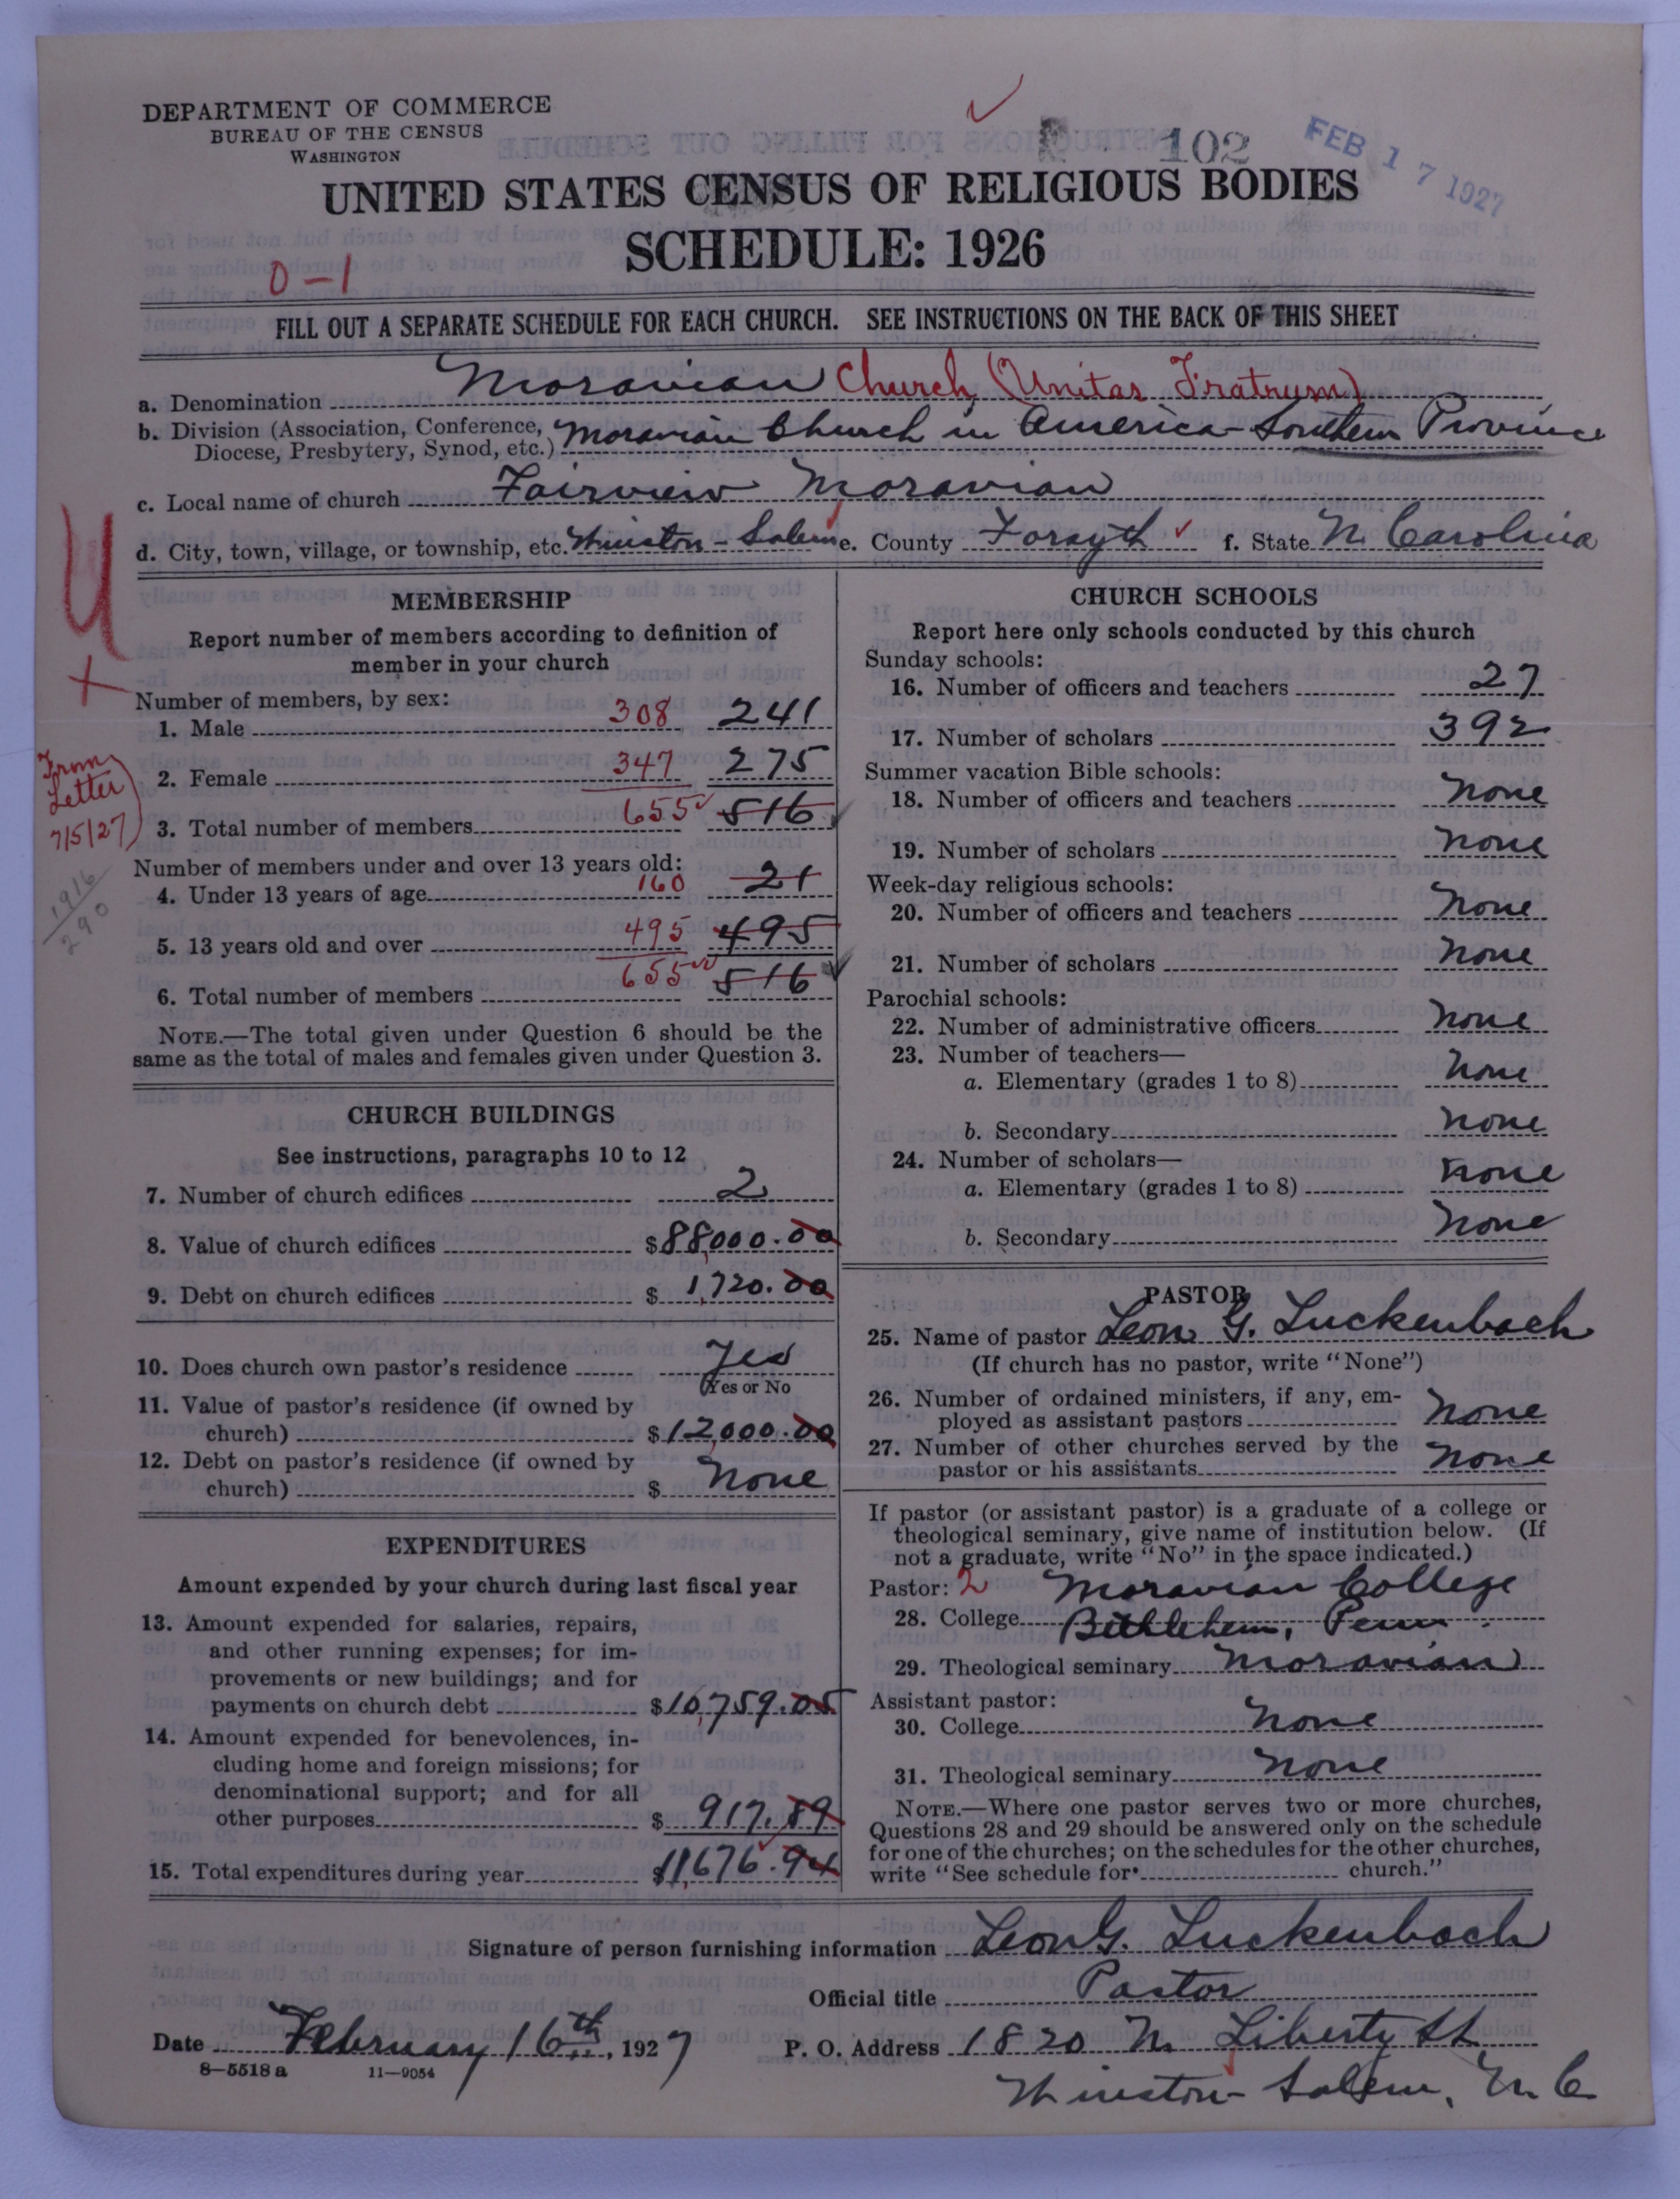 DEPARTMENT OF COMMERCE
BUREAU OF THE CENSUS
WASHINGTON
102
FEB 17 1927
UNITED STATES CENSUS OF RELIGIOUS BODIES
SCHEDULE: 1926
0-1
FILL OUT A SEPARATE SCHEDULE FOR EACH CHURCH. SEE INSTRUCTIONS ON THE BACK OF THIS SHEET
a. Denomination Moravian Church (Unitas Fratrum)
b. Division (Association, Conference, Diocese, Presbytery, Synod, etc.) Moravian Church in America-Southern Province
c. Local name of church Fairview Moravian
d. City, town, village, or township, etc. Winston-Salem e. County Forsyth f. State N. Carolina
MEMBERSHIP
Report number of members according to definition of
member in your church
Number of members, by sex:
1. Male 308 241
2. Female 347 275
From Letter 7/5/27
3. Total number of members 655 516
Number of members under and over 13 years old:
4. Under 13 years of age 160 21
1916
290
5. 13 years old and over 495 495
6. Total number of members 655 516
NOTE.—The total given under Question 6 should be the
same as the total of males and females given under Question 3.
CHURCH BUILDINGS
See instructions, paragraphs 10 to 12
7. Number of church edifices 2
8. Value of church edifices $88,000.00
9. Debt on church edifices $1,720.00
10. Does church own pastor's residence Yes
Yes or No
11. Value of pastor's residence (if owned by
church) $12,000.00
12. Debt on pastor's residence (if owned by
church) $ None
EXPENDITURES
Amount expended by your church during last fiscal year
13. Amount expended for salaries, repairs,
and other running expenses; for im-
provements or new buildings; and for
payments on church debt $10,759.05
14. Amount expended for benevolences, in-
cluding home and foreign missions; for
denominational support; and for all
other purposes $917.89
15. Total expenditures during year $11,676.94
CHURCH SCHOOLS
Report here only schools conducted by this church
Sunday schools:
16. Number of officers and teachers 27
17. Number of scholars 392
Summer vacation Bible schools:
18. Number of officers and teachers None
19. Number of scholars None
Week-day religious schools:
20. Number of officers and teachers None
21. Number of scholars None
Parochial schools:
22. Number of administrative officers None
23. Number of teachers—
a. Elementary (grades 1 to 8) None
b. Secondary None
24. Number of scholars—
a. Elementary (grades 1 to 8) None
b. Secondary None
PASTOR
25. Name of pastor Leon G. Luckenbach
(If church has no pastor, write "None")
26. Number of ordained ministers, if any, em-
ployed as assistant pastors None
27. Number of other churches served by the
pastor or his assistants None
If pastor (or assistant pastor) is a graduate of a college or
theological seminary, give name of institution below. (If
not a graduate, write "No" in the space indicated.)
Pastor: 2 Moravian College
28. College Bethlehem, Penn.
29. Theological seminary Moravian
Assistant pastor:
30. College None
31. Theological seminary None
NOTE.—Where one pastor serves two or more churches,
Questions 28 and 29 should be answered only on the schedule
for one of the churches; on the schedules for the other churches,
write "See schedule for church."
Signature of person furnishing information Leon G. Luckenbach
Official title Pastor
Date February 16th, 1927 P. O. Address 1820 N. Liberty St.
8-5518 a 11-9054
Winston-Salem, N. C.